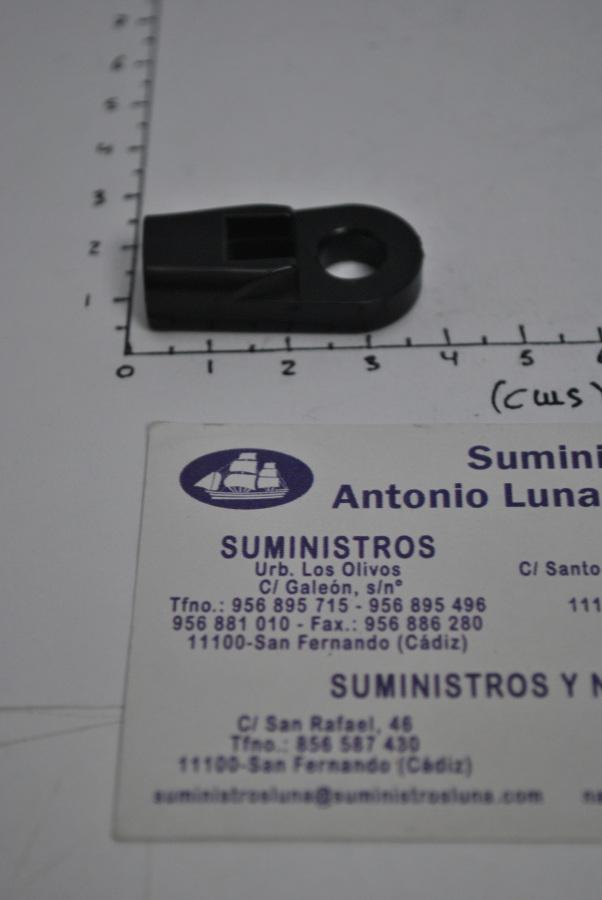 7
6
5
4
3
2
1
0 1 2 3 4 5 6
(cms)
Sumini
Antonio Luna
SUMINISTROS
Urb. Los Olivos
C/ Galeón, s/nº
Tfno.: 956 895 715 - 956 895 496
956 881 010 - Fax.: 956 886 280
11100-San Fernando (Cádiz)
C/ Santo
111
SUMINISTROS Y N
C/ San Rafael, 46
Tfno.: 856 587 430
11100-San Fernando (Cádiz)
suministrosluna@suministrosluna.com na